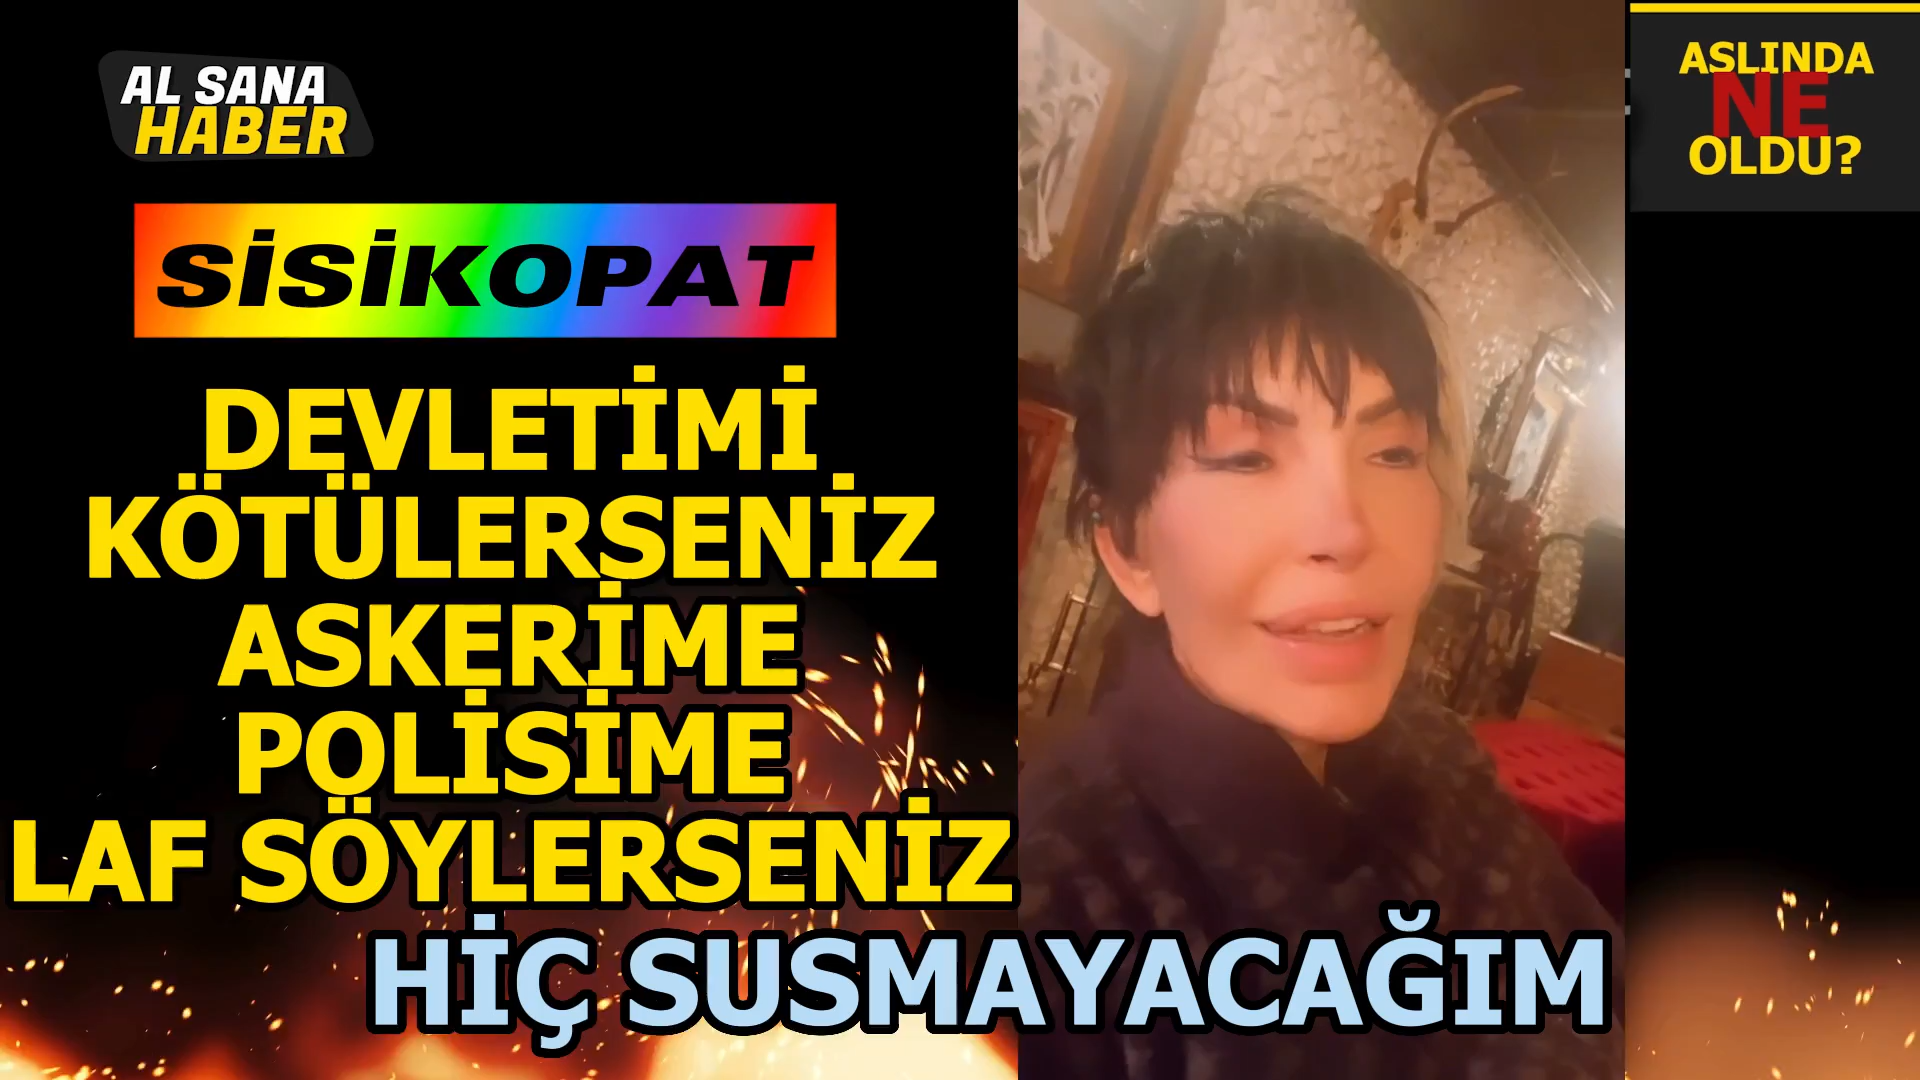 AL SANA
HABER
SİSİKOPAT
DEVLETİMİ
KÖTÜLERSENİZ
ASKERİME
POLİSİME
LAF SÖYLERSENİZ
HİÇ SUSMAYACAĞIM
ASLINDA
NE
OLDU?